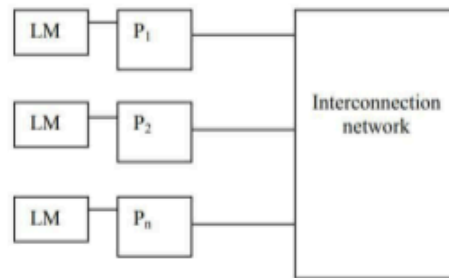 LM P₁
LM P₂
LM Pₙ
Interconnection
network